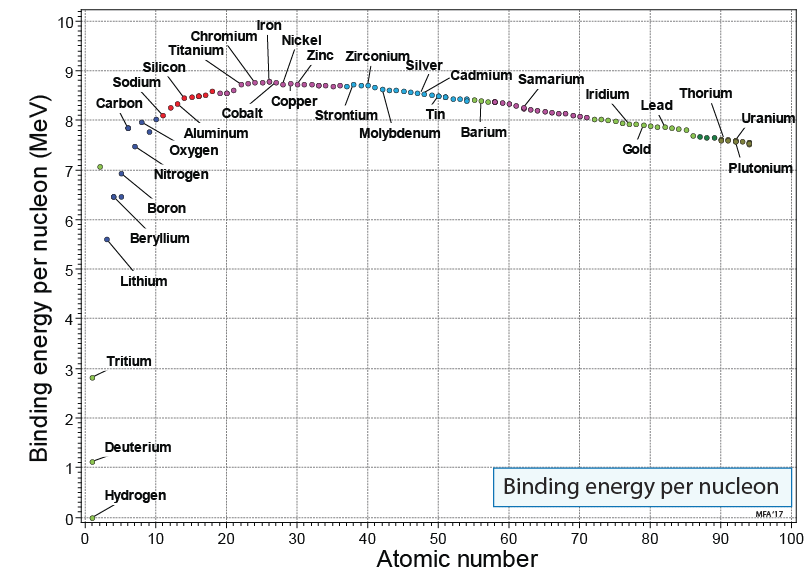 Binding energy per nucleon (MeV)
10
9
8
7
6
5
4
3
2
1
0
Iron
Chromium
Nickel
Titanium
Zinc
Zirconium
Silicon
Silver
Sodium
Cadmium
Samarium
Carbon
Cobalt
Copper
Strontium
Tin
Iridium
Lead
Thorium
Aluminum
Molybdenum
Barium
Uranium
Oxygen
Gold
Nitrogen
Plutonium
Boron
Beryllium
Lithium
Tritium
Deuterium
Hydrogen
Binding energy per nucleon
MFA'17
0 10 20 30 40 50 60 70 80 90 100
Atomic number